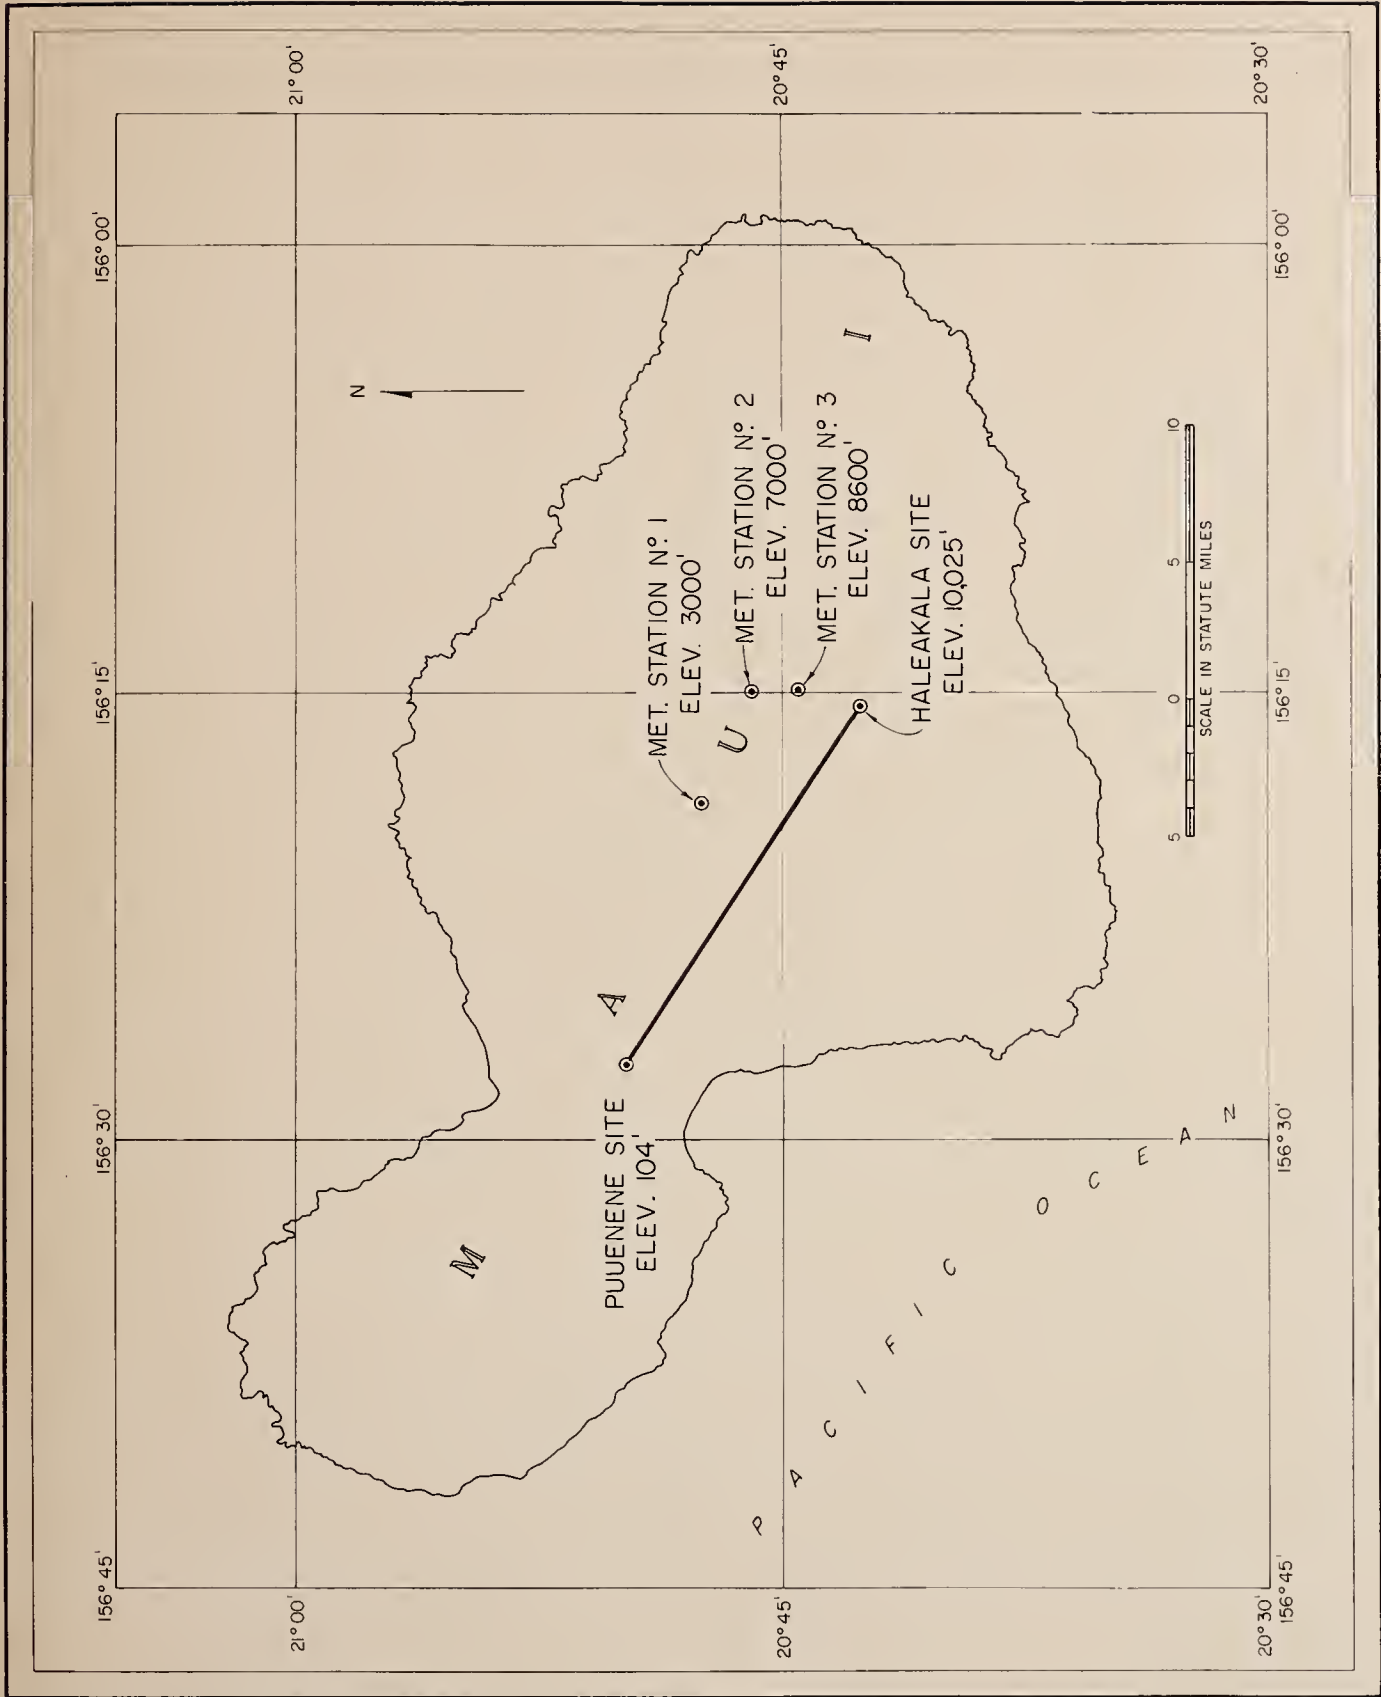 156° 45'
156° 30'
156° 15'
156° 00'
21° 00'
21° 00'
N
M
A
U
I
MET. STATION Nº. 1
ELEV. 3000'
MET. STATION Nº. 2
ELEV. 7000'
MET. STATION Nº. 3
ELEV. 8600'
PUUENENE SITE
ELEV. 104'
HALEAKALA SITE
ELEV. 10,025'
20° 45'
20° 45'
PACIFIC OCEAN
5 0 5 10
SCALE IN STATUTE MILES
20° 30'
20° 30'
156° 45'
156° 30'
156° 15'
156° 00'